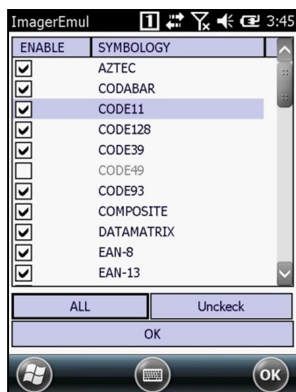 ImagerEmul 1 3:45
ENABLE SYMBOLOGY
AZTEC
CODABAR
CODE11
CODE128
CODE39
CODE49
CODE93
COMPOSITE
DATAMATRIX
EAN-8
EAN-13
ALL Unckeck
OK
OK